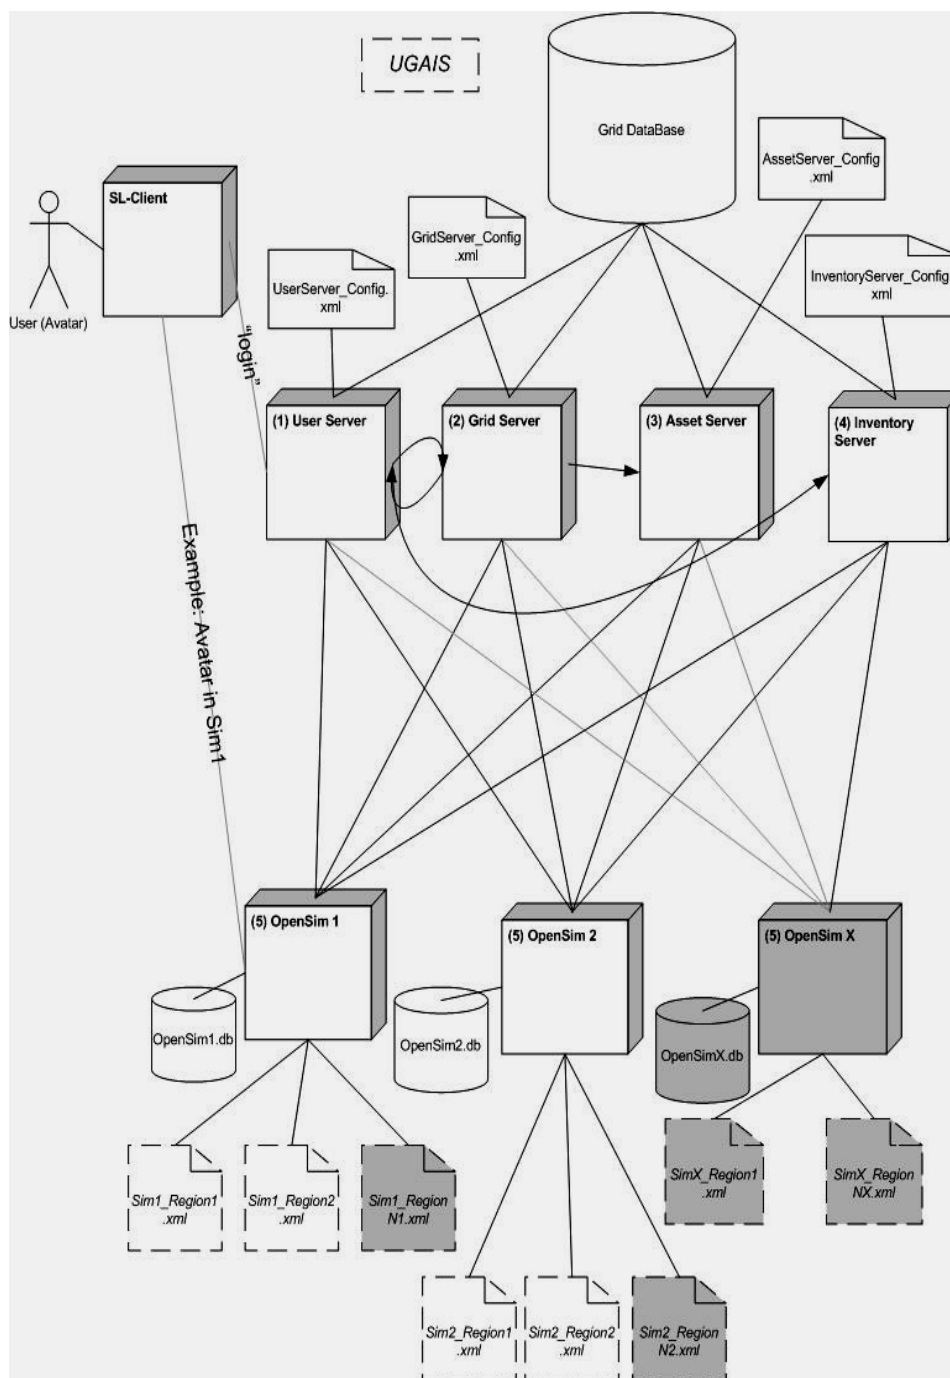 UGAIS
Grid DataBase
AssetServer_Config
.xml
SL-Client
GridServer_Config
.xml
InventoryServer_Config
.xml
UserServer_Config.
xml
User (Avatar)
"login"
(1) User Server
(2) Grid Server
(3) Asset Server
(4) Inventory
Server
Example: Avatar in Sim1
(5) OpenSim 1
(5) OpenSim 2
(5) OpenSim X
OpenSim1.db
OpenSim2.db
OpenSimX.db
Sim1_Region1
.xml
Sim1_Region2
.xml
Sim1_Region
N1.xml
SimX_Region1
.xml
SimX_Region
NX.xml
Sim2_Region1
.xml
Sim2_Region2
.xml
Sim2_Region
N2.xml